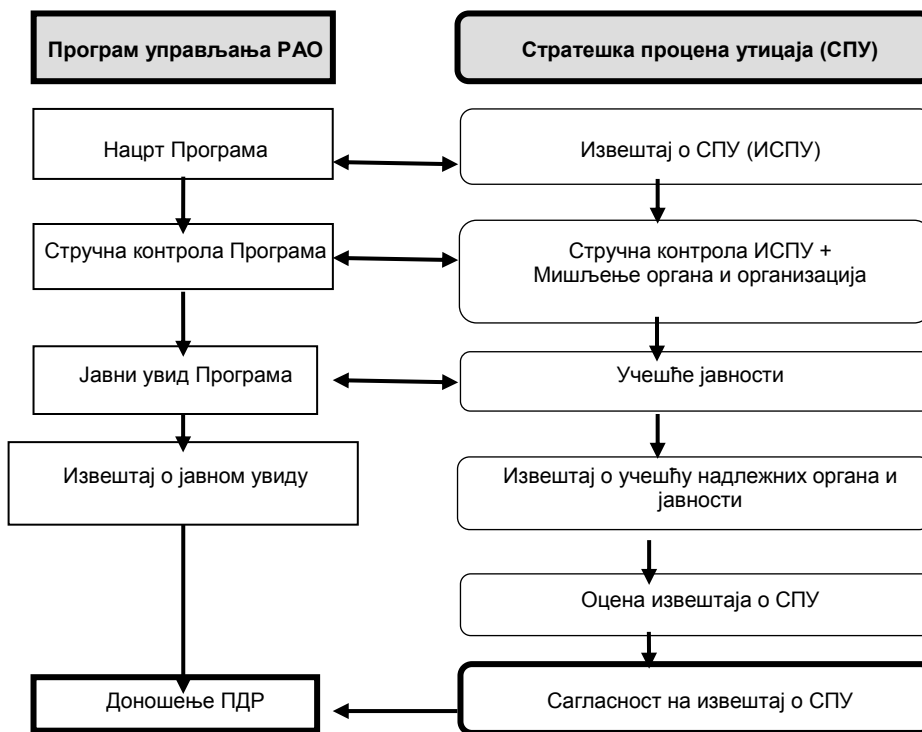 Програм управљања РАО
Стратешка процена утицаја (СПУ)
Нацрт Програма
Извештај о СПУ (ИСПУ)
Стручна контрола Програма
Стручна контрола ИСПУ +
Мишљење органа и организација
Јавни увид Програма
Учешће јавности
Извештај о јавном увиду
Извештај о учешћу надлежних органа и
јавности
Оцена извештаја о СПУ
Доношење ПДР
Сагласност на извештај о СПУ